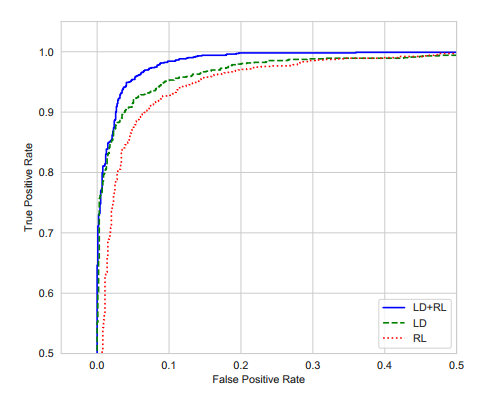 1.0
0.9
0.8
0.7
0.6
0.5
True Positive Rate
0.0 0.1 0.2 0.3 0.4 0.5
False Positive Rate
LD+RL
LD
RL